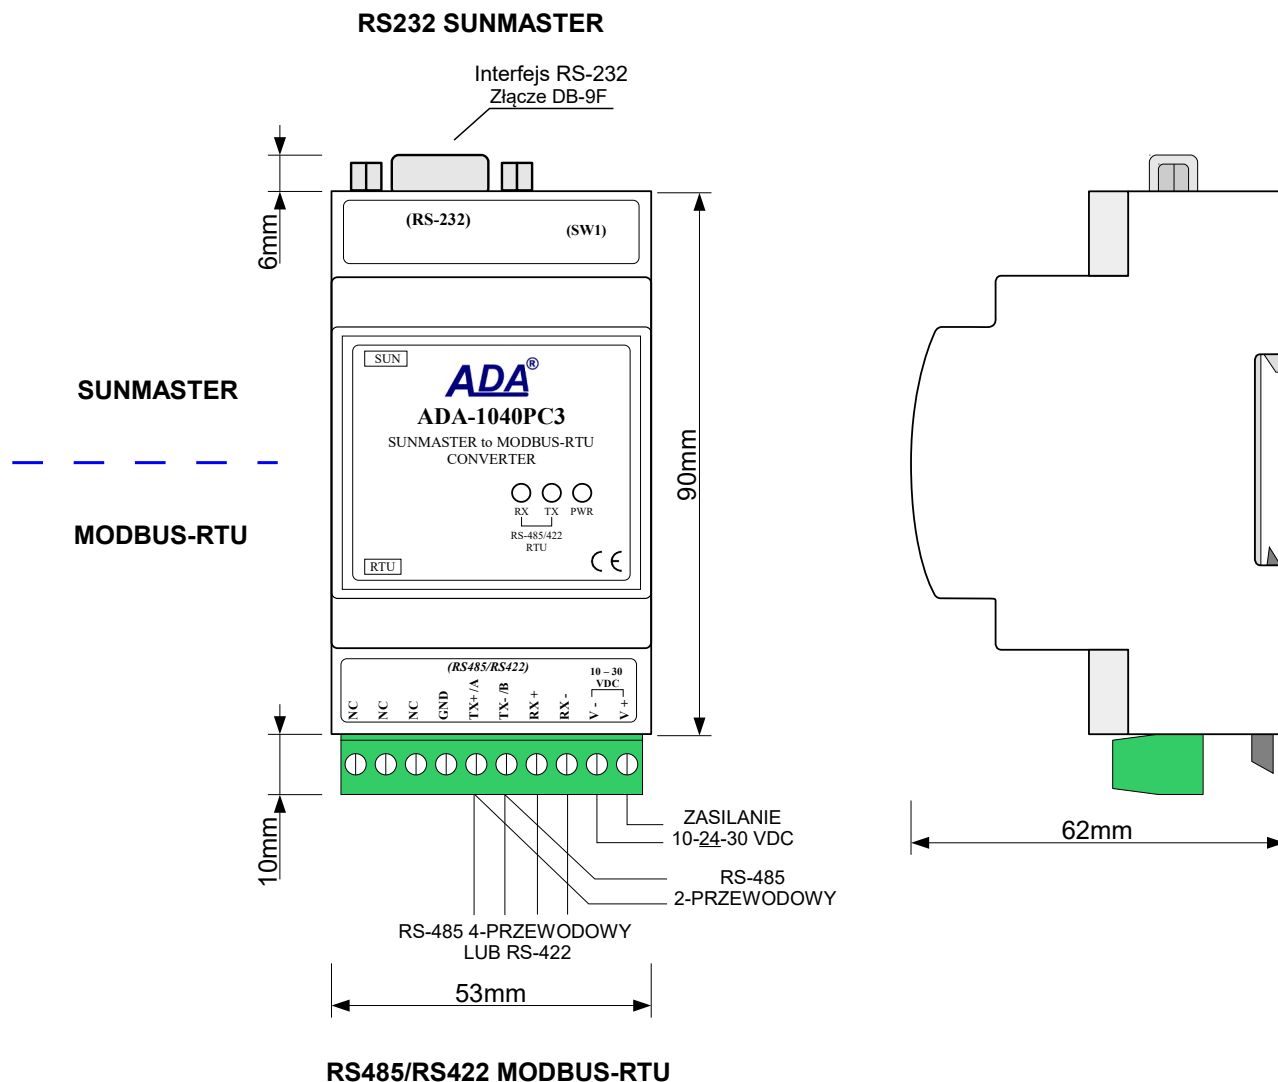 RS232 SUNMASTER
Interfejs RS-232
Złącze DB-9F
6mm
(RS-232)
(SW1)
SUN
ADA®
ADA-1040PC3
SUNMASTER to MODBUS-RTU
CONVERTER
SUNMASTER
MODBUS-RTU
RX TX PWR
RS-485/422
RTU
RTU
CE
90mm
(RS485/RS422)
10 – 30
VDC
NC
NC
NC
GND
TX+/A
TX-/B
RX+
RX-
V-
V+
10mm
ZASILANIE
10-24-30 VDC
RS-485
2-PRZEWODOWY
RS-485 4-PRZEWODOWY
LUB RS-422
53mm
62mm
RS485/RS422 MODBUS-RTU